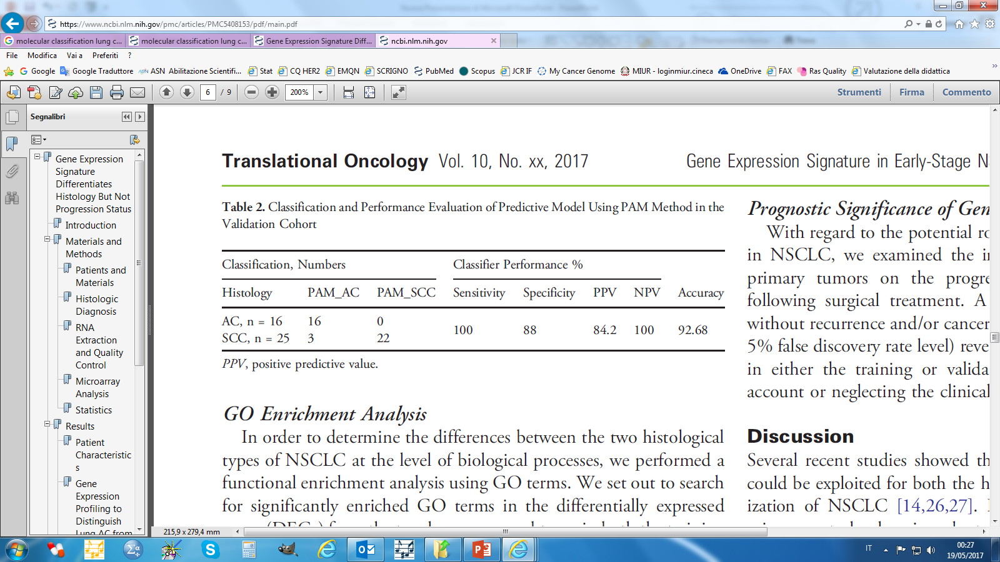 https://www.ncbi.nlm.nih.gov/pmc/articles/PMC5408153/pdf/main.pdf
molecular classification lung c...
molecular classification lung c...
Gene Expression Signature Diff...
ncbi.nlm.nih.gov
File Modifica Vai a Preferiti ?
Google Google Traduttore ASN Abilitazione Scientifi... Stat CQ HER2 EMQN SCRIGNO PubMed Scopus JCR IF My Cancer Genome MIUR - loginmiur.cineca OneDrive FAX Ras Quality Valutazione della didattica
6 / 9 200% Strumenti Firma Commento
Segnalibri
Gene Expression
Signature
Differentiates
Histology But Not
Progression Status
Introduction
Materials and
Methods
Patients and
Materials
Histologic
Diagnosis
RNA
Extraction
and Quality
Control
Microarray
Analysis
Statistics
Results
Patient
Characteristic
s
Gene
Expression
Profiling to
Distinguish
Lung AC from
Translational Oncology Vol. 10, No. xx, 2017
Gene Expression Signature in Early-Stage N
Table 2. Classification and Performance Evaluation of Predictive Model Using PAM Method in the
Validation Cohort
Classification, Numbers Classifier Performance %
Histology PAM_AC PAM_SCC Sensitivity Specificity PPV NPV Accuracy
AC, n = 16 16 0
100 88 84.2 100 92.68
SCC, n = 25 3 22
PPV, positive predictive value.
GO Enrichment Analysis
In order to determine the differences between the two histological
types of NSCLC at the level of biological processes, we performed a
functional enrichment analysis using GO terms. We set out to search
for significantly enriched GO terms in the differentially expressed
Prognostic Significance of Gen
With regard to the potential ro
in NSCLC, we examined the in
primary tumors on the progre
following surgical treatment. A
without recurrence and/or cancer
5% false discovery rate level) reve
in either the training or valida
account or neglecting the clinical
Discussion
Several recent studies showed th
could be exploited for both the h
ization of NSCLC [14,26,27].
215,9 x 279,4 mm
IT
00:27
19/05/2017